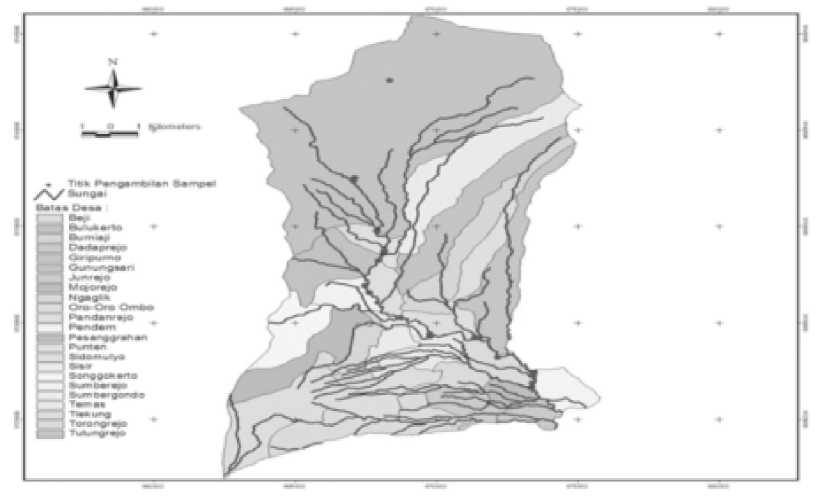 N
1 0 1 Kilometers
Titik Pengambilan Sampel
Sungai
Batas Desa :
Beji
Bulukerto
Bumiaji
Dadaprejo
Giripurno
Gunungsari
Junrejo
Mojorejo
Ngaglik
Oro-Oro Ombo
Pandanrejo
Pendem
Pesanggrahan
Punten
Sidomulyo
Sisir
Songgokerto
Sumberejo
Sumbergondo
Temas
Tlekung
Torongrejo
Tulungrejo